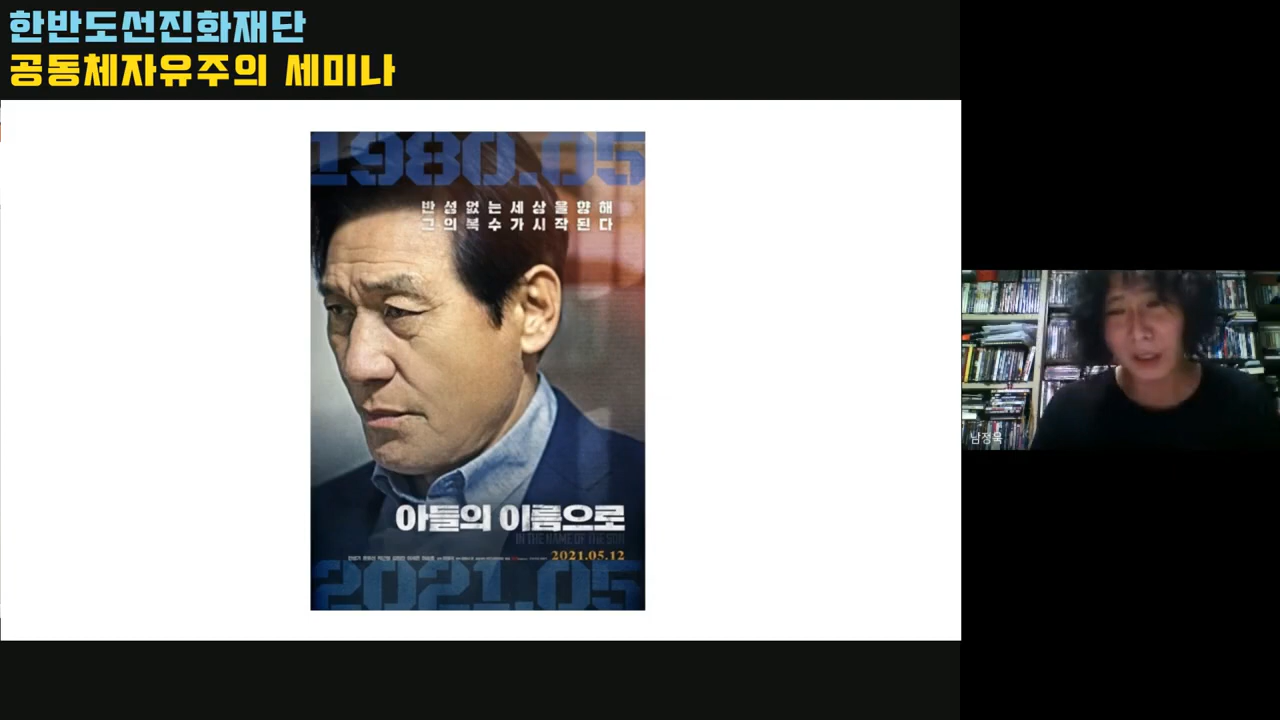 한반도선진화재단
공동체자유주의 세미나
1980.05
반성없는세상을향해
그의복수가시작된다
아들의 이름으로
IN THE NAME OF THE SON
2021.05.12
2021.05
남정욱